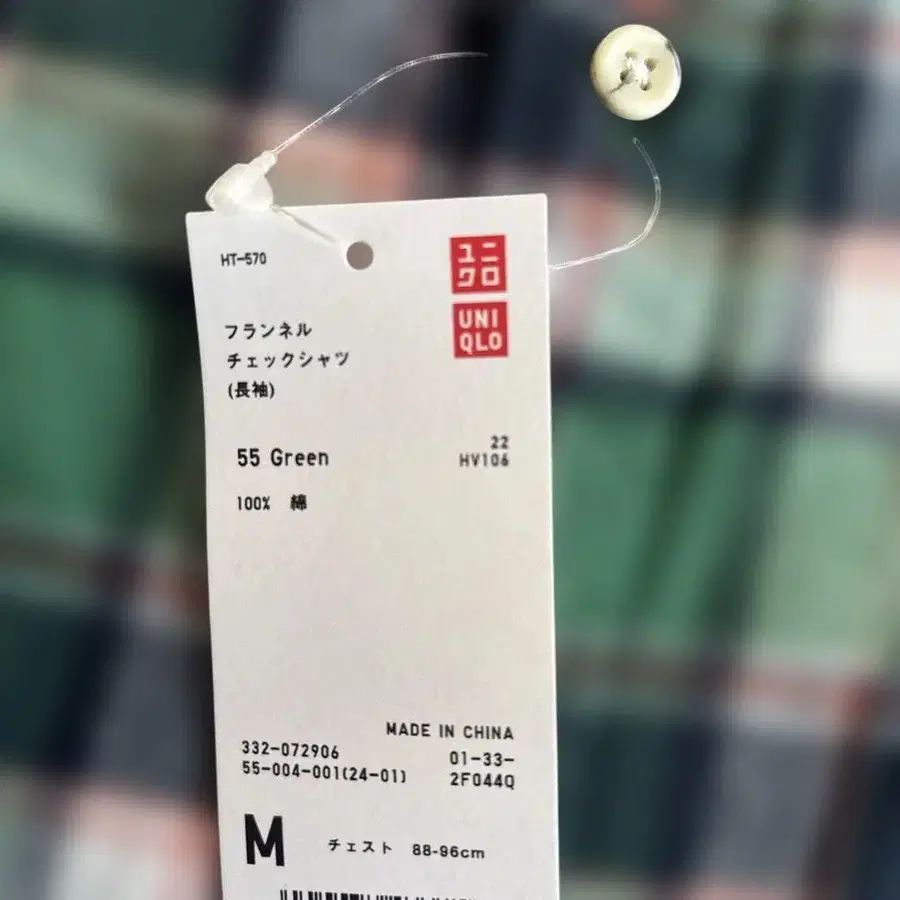 HT-570
ユニ
クロ
UNI
QLO
フランネル
チェックシャツ
(長袖)
55 Green
22
HV106
100% 綿
MADE IN CHINA
332-072906
01-33-
55-004-001(24-01)
2F044Q
M チェスト 88-96cm